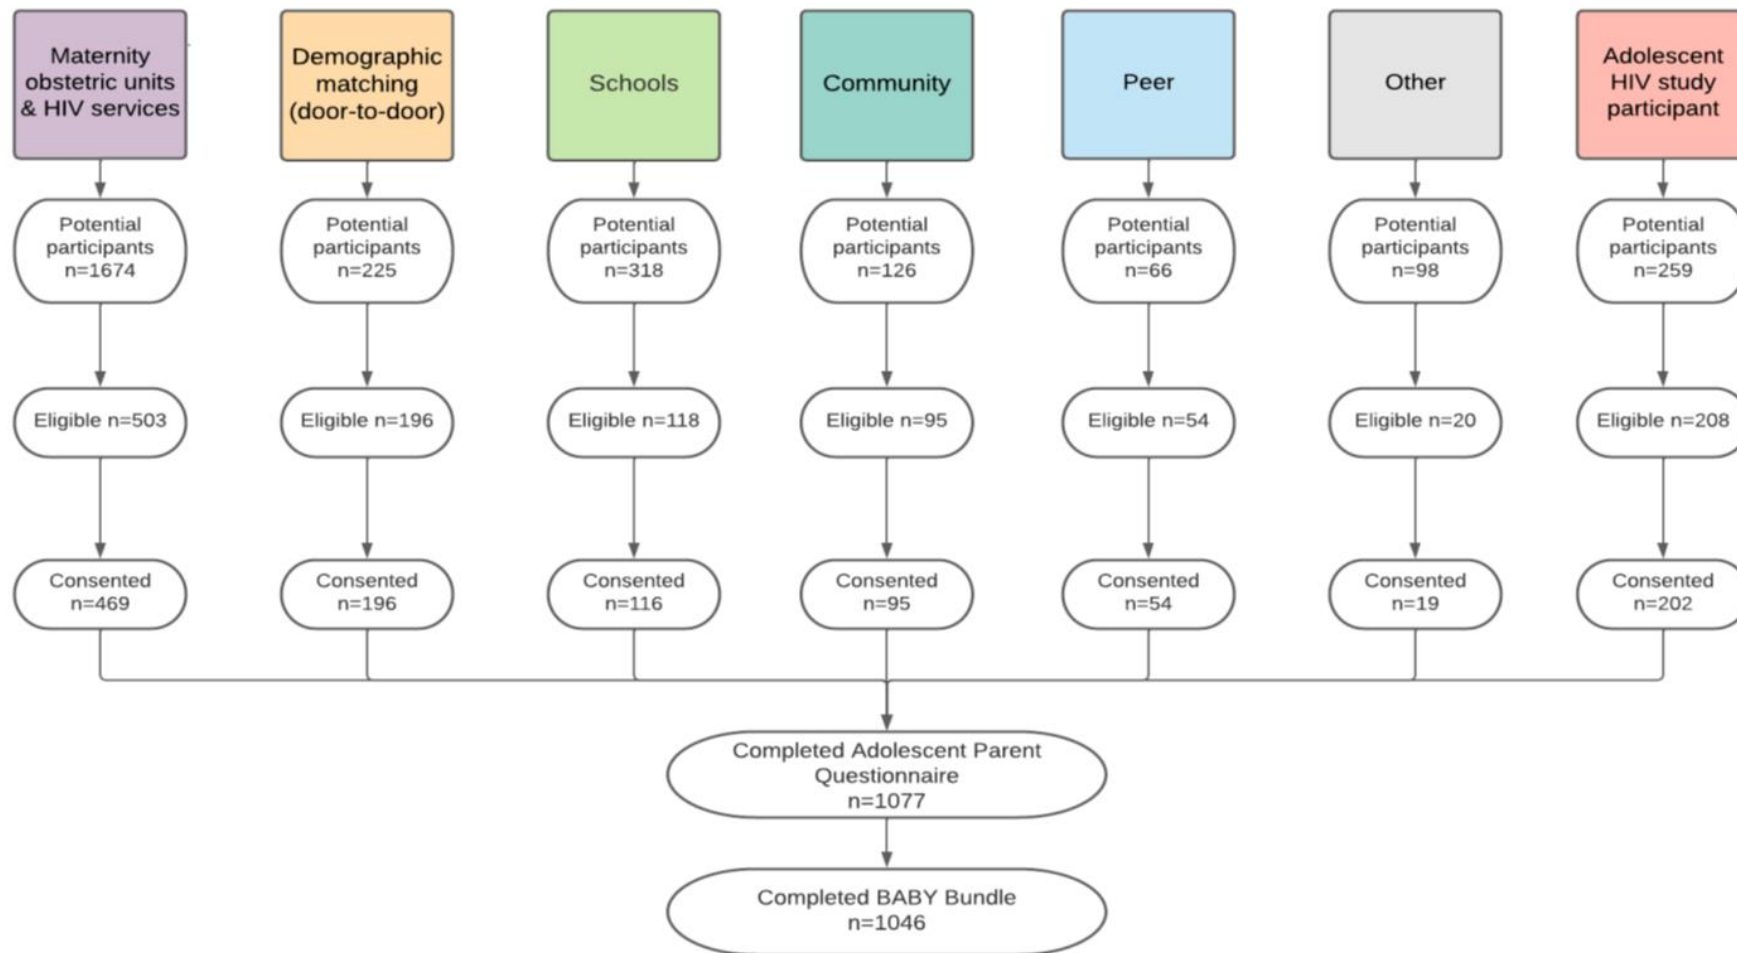 Maternity
obstetric units
& HIV services
Demographic
matching
(door-to-door)
Schools
Community
Peer
Other
Adolescent
HIV study
participant
Potential
participants
n=1674
Potential
participants
n=225
Potential
participants
n=318
Potential
participants
n=126
Potential
participants
n=66
Potential
participants
n=98
Potential
participants
n=259
Eligible n=503
Eligible n=196
Eligible n=118
Eligible n=95
Eligible n=54
Eligible n=20
Eligible n=208
Consented
n=469
Consented
n=196
Consented
n=116
Consented
n=95
Consented
n=54
Consented
n=19
Consented
n=202
Completed Adolescent Parent
Questionnaire
n=1077
Completed BABY Bundle
n=1046